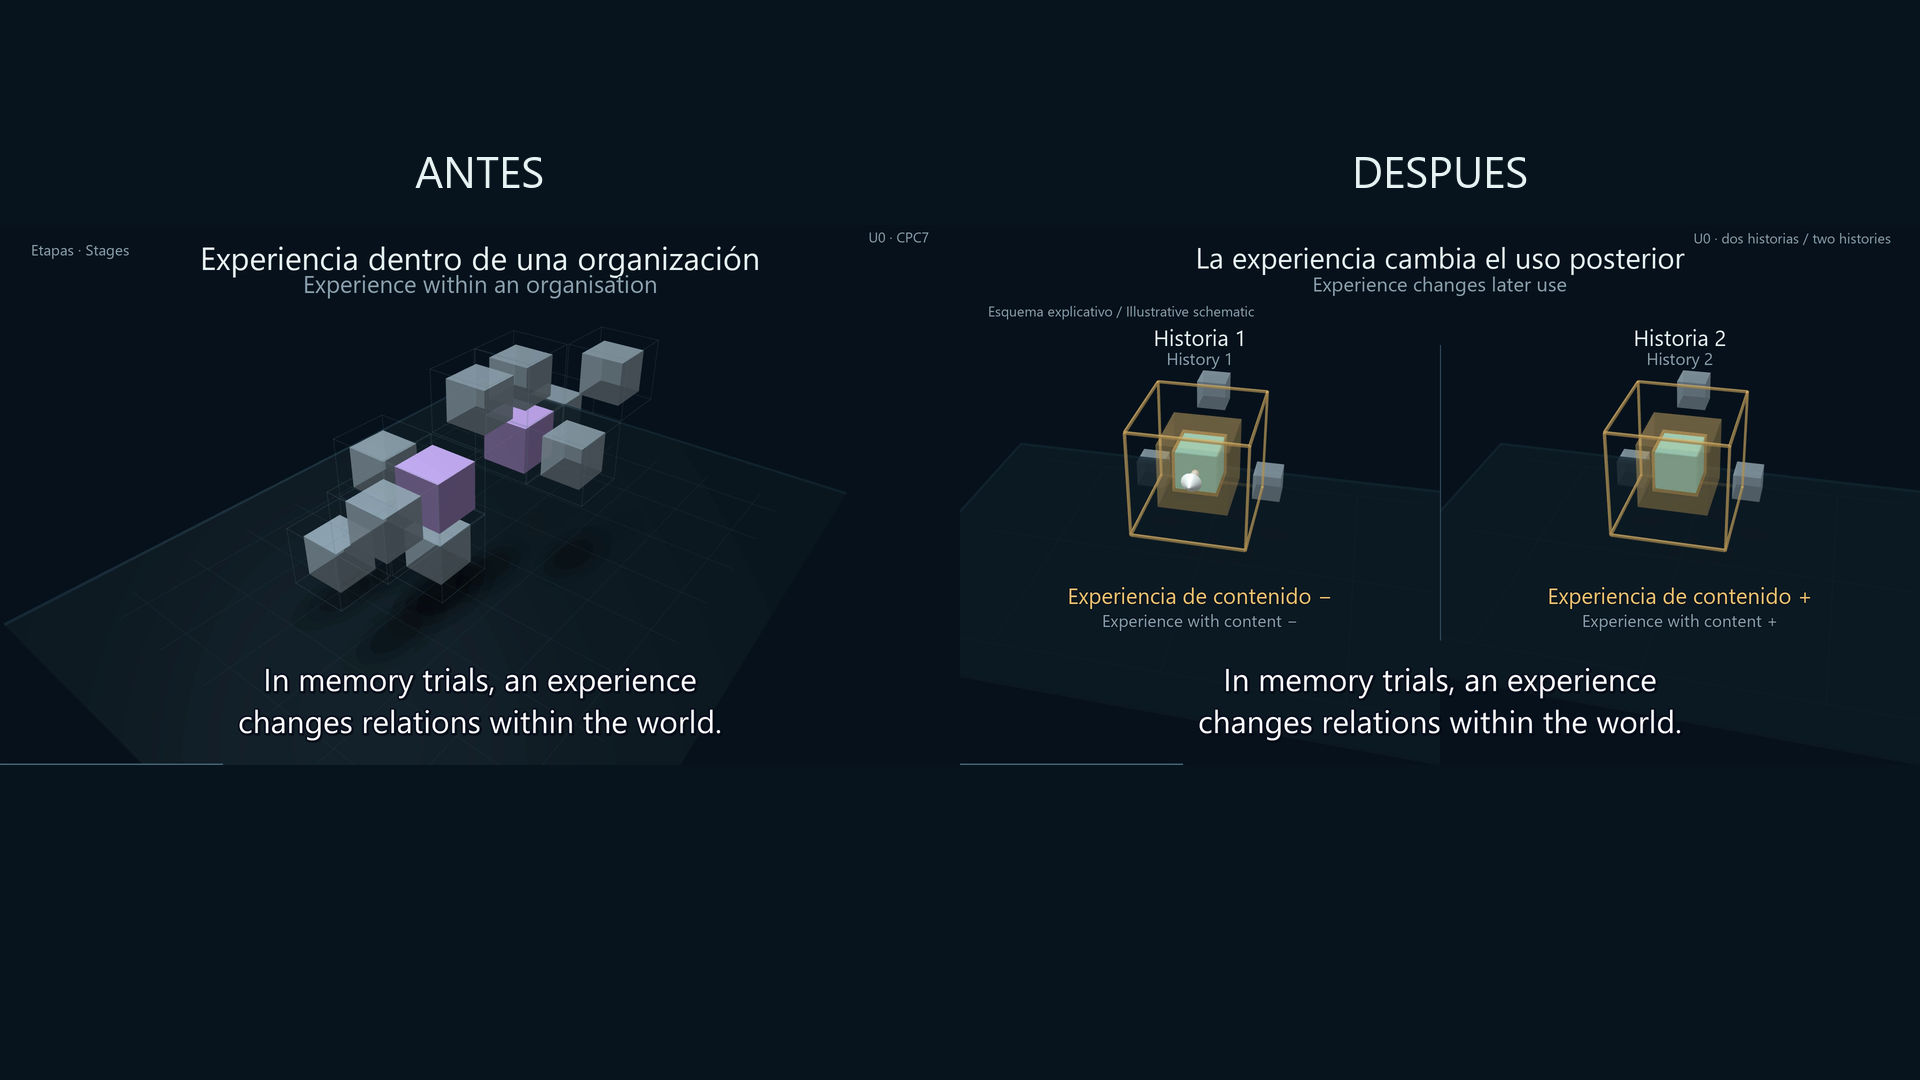 ANTES
Etapas · Stages
U0 · CPC7
Experiencia dentro de una organización
Experience within an organisation
In memory trials, an experience
changes relations within the world.
DESPUES
U0 · dos historias / two histories
La experiencia cambia el uso posterior
Experience changes later use
Esquema explicativo / Illustrative schematic
Historia 1
History 1
Experiencia de contenido −
Experience with content −
Historia 2
History 2
Experiencia de contenido +
Experience with content +
In memory trials, an experience
changes relations within the world.